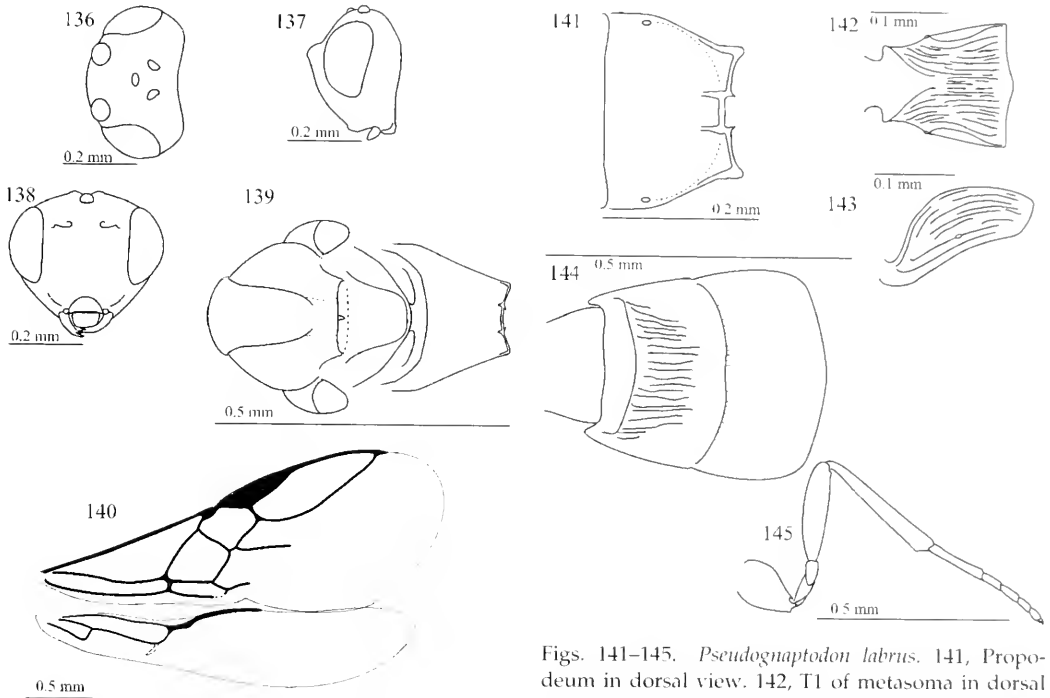 136
137
0.2 mm
0.2 mm
138
139
0.2 mm
0.5 mm
140
0.5 mm
141
0.2 mm
142
0.1 mm
143
0.1 mm
144
0.5 mm
145
0.5 mm
Figs. 141–145. Pseudognaptodon labrus. 141, Propo-
deum in dorsal view. 142, T1 of metasoma in dorsal